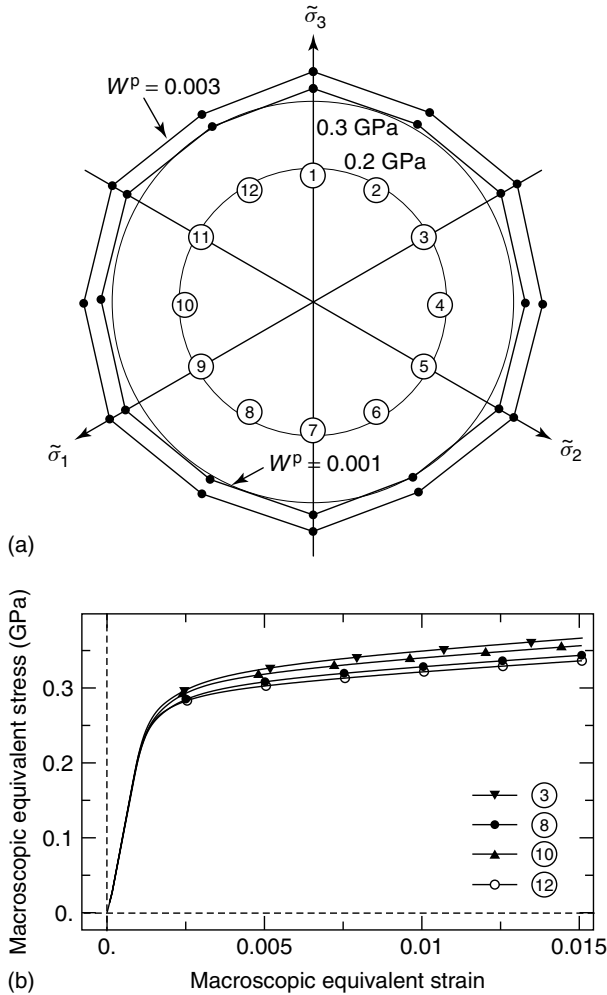 σ̃₃
Wᵖ = 0.003
0.3 GPa
0.2 GPa
1
12
2
11
3
10
4
9
5
8
6
7
σ̃₁
σ̃₂
Wᵖ = 0.001
(a)
Macroscopic equivalent stress (GPa)
0.3
0.2
0.1
0.
3
8
10
12
0.
0.005
0.01
0.015
(b)
Macroscopic equivalent strain